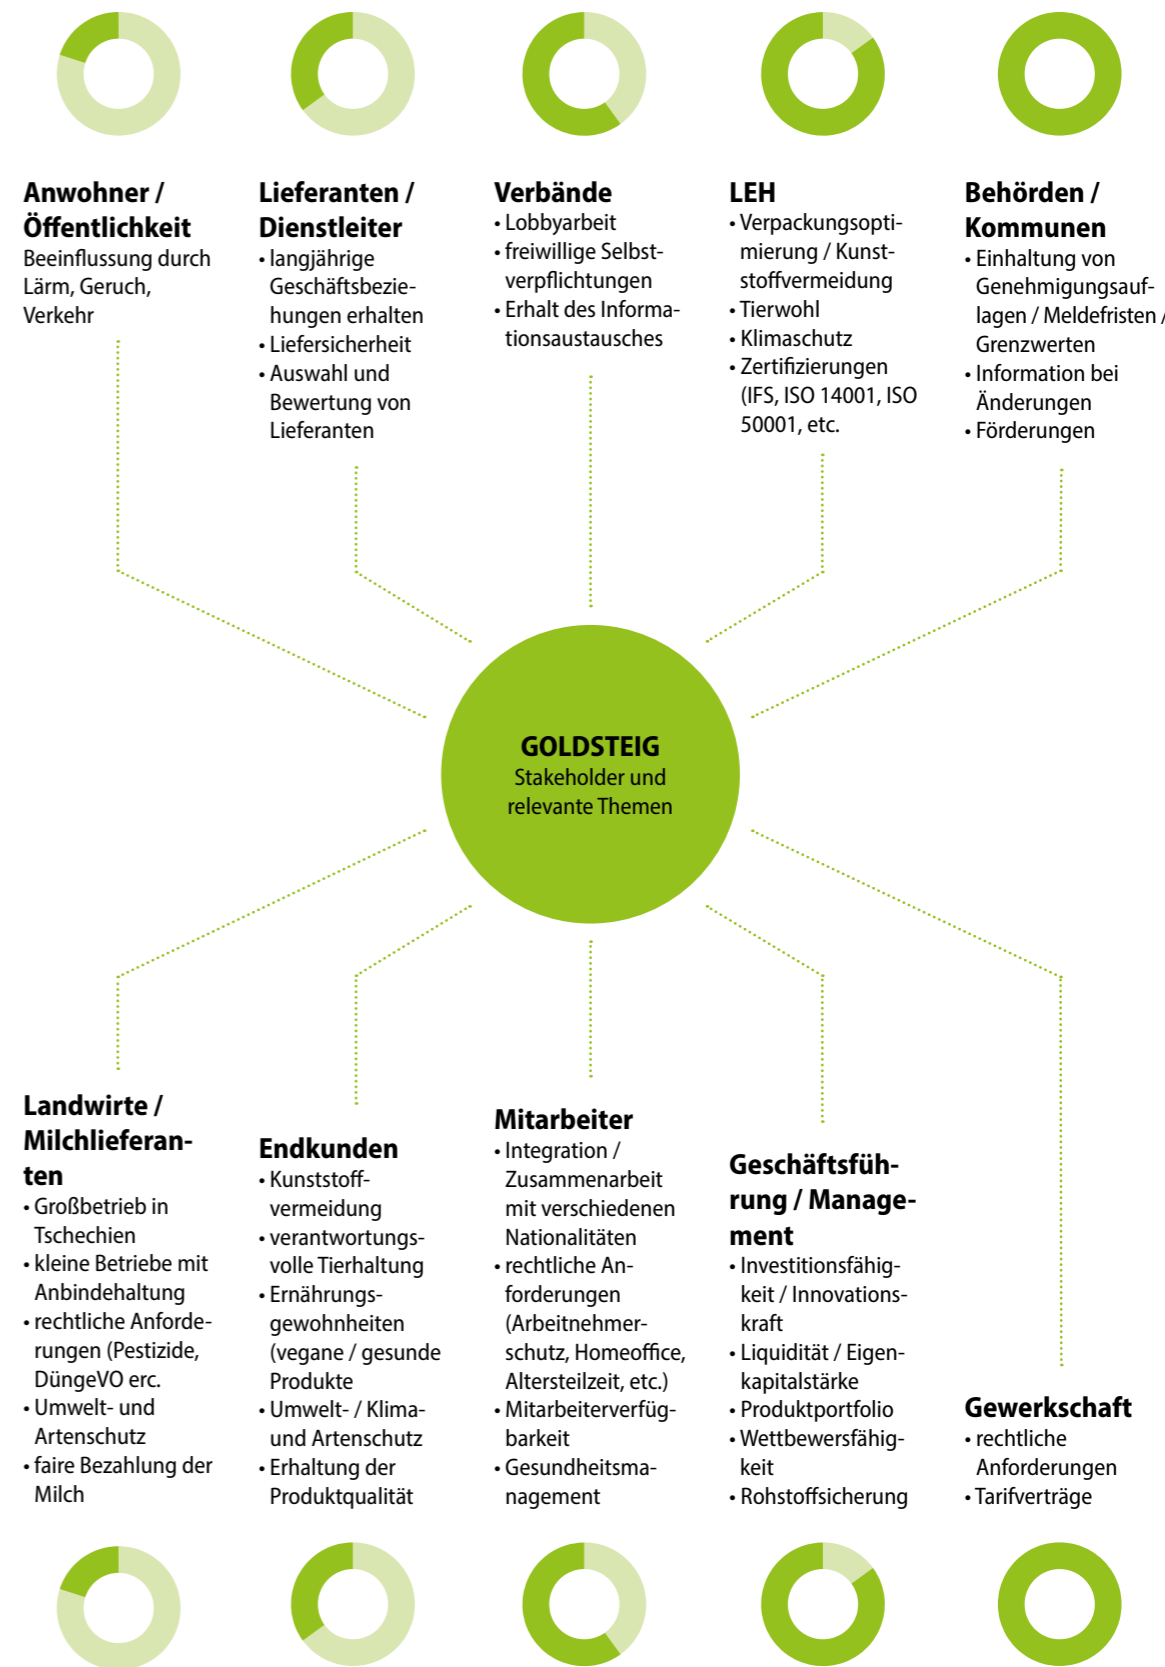 Anwohner /
Öffentlichkeit
Beeinflussung durch
Lärm, Geruch,
Verkehr
Lieferanten /
Dienstleiter
• langjährige
Geschäftsbezie-
hungen erhalten
• Liefersicherheit
• Auswahl und
Bewertung von
Lieferanten
Verbände
• Lobbyarbeit
• freiwillige Selbst-
verpflichtungen
• Erhalt des Informa-
tionsaustausches
LEH
• Verpackungsopti-
mierung / Kunst-
stoffvermeidung
• Tierwohl
• Klimaschutz
• Zertifizierungen
(IFS, ISO 14001, ISO
50001, etc.
Behörden /
Kommunen
• Einhaltung von
Genehmigungsauf-
lagen / Meldefristen /
Grenzwerten
• Information bei
Änderungen
• Förderungen
GOLDSTEIG
Stakeholder und
relevante Themen
Landwirte /
Milchlieferan-
ten
• Großbetrieb in
Tschechien
• kleine Betriebe mit
Anbindehaltung
• rechtliche Anforde-
rungen (Pestizide,
DüngeVO erc.
• Umwelt- und
Artenschutz
• faire Bezahlung der
Milch
Endkunden
• Kunststoff-
vermeidung
• verantwortungs-
volle Tierhaltung
• Ernährungs-
gewohnheiten
(vegane / gesunde
Produkte
• Umwelt- / Klima-
und Artenschutz
• Erhaltung der
Produktqualität
Mitarbeiter
• Integration /
Zusammenarbeit
mit verschiedenen
Nationalitäten
• rechtliche An-
forderungen
(Arbeitnehmer-
schutz, Homeoffice,
Altersteilzeit, etc.)
• Mitarbeiterverfüg-
barkeit
• Gesundheitsma-
nagement
Geschäftsfüh-
rung / Manage-
ment
• Investitionsfähig-
keit / Innovations-
kraft
• Liquidität / Eigen-
kapitalstärke
• Produktportfolio
• Wettbewersfähig-
keit
• Rohstoffsicherung
Gewerkschaft
• rechtliche
Anforderungen
• Tarifverträge